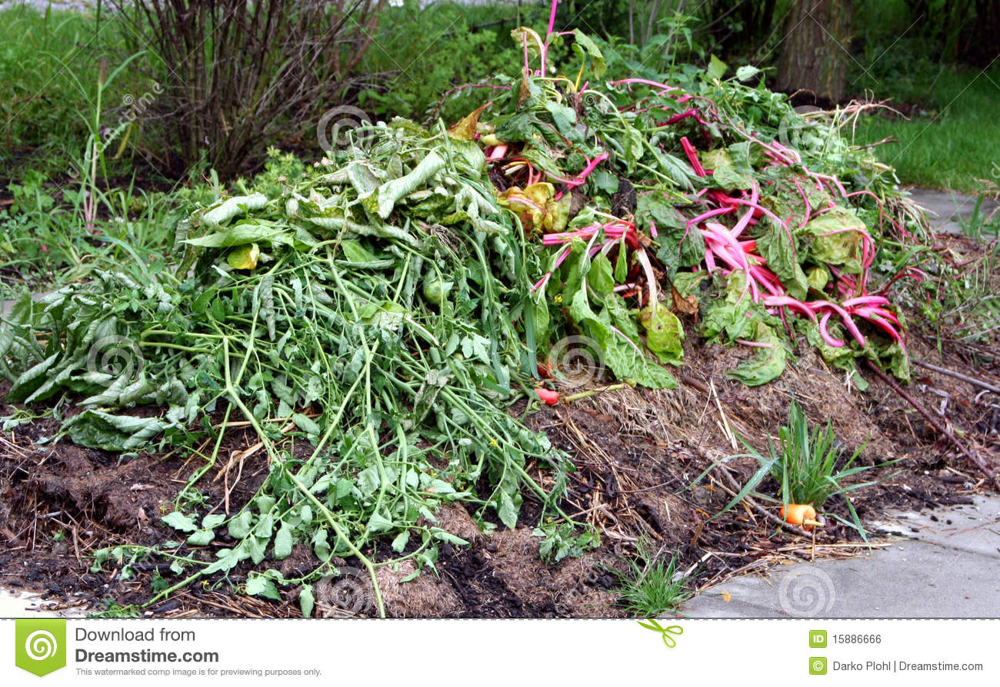 dreamstime
Download from
Dreamstime.com
This watermarked comp image is for previewing purposes only.
ID 15886666
© Darko Plohl | Dreamstime.com